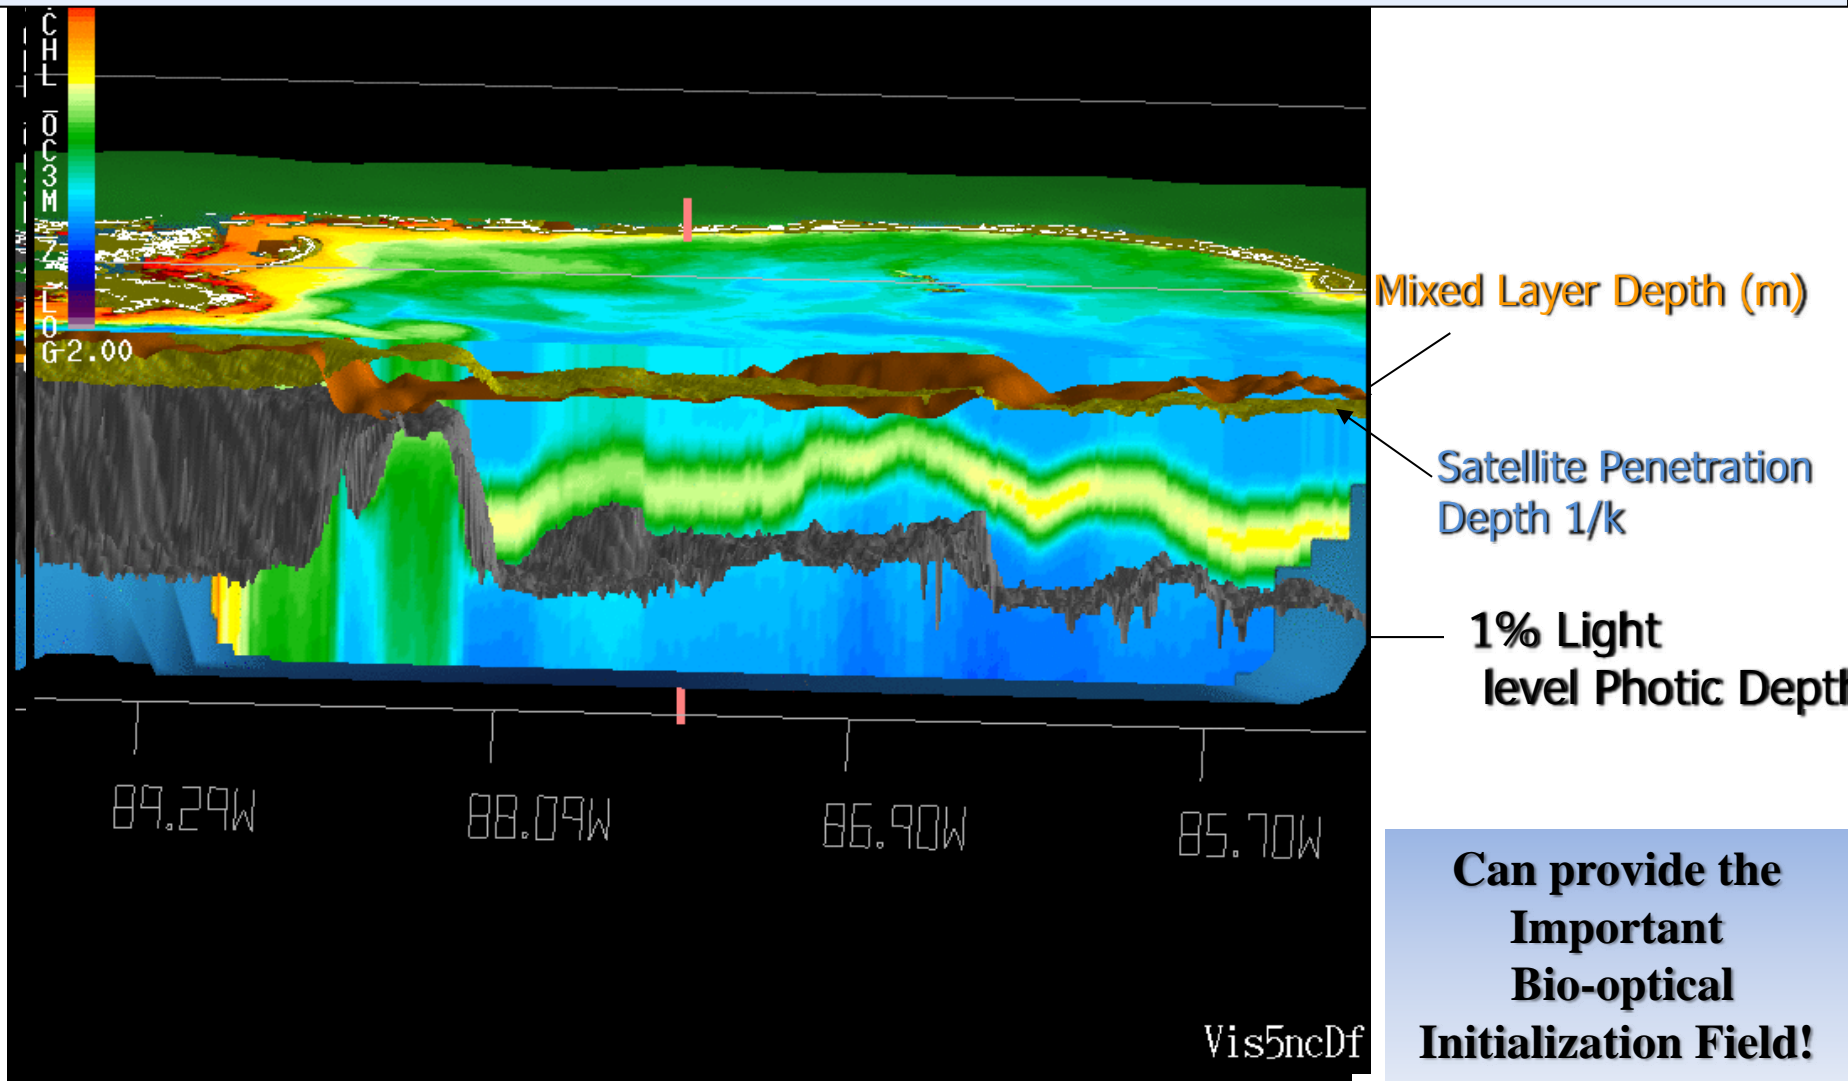 CHL_OC3M_Z_LOG
-2.00
Mixed Layer Depth (m)
Satellite Penetration
Depth 1/k
1% Light
level Photic Depth
89.29W
88.09W
86.90W
85.70W
Can provide the
Important
Bio-optical
Initialization Field!
Vis5ncDf